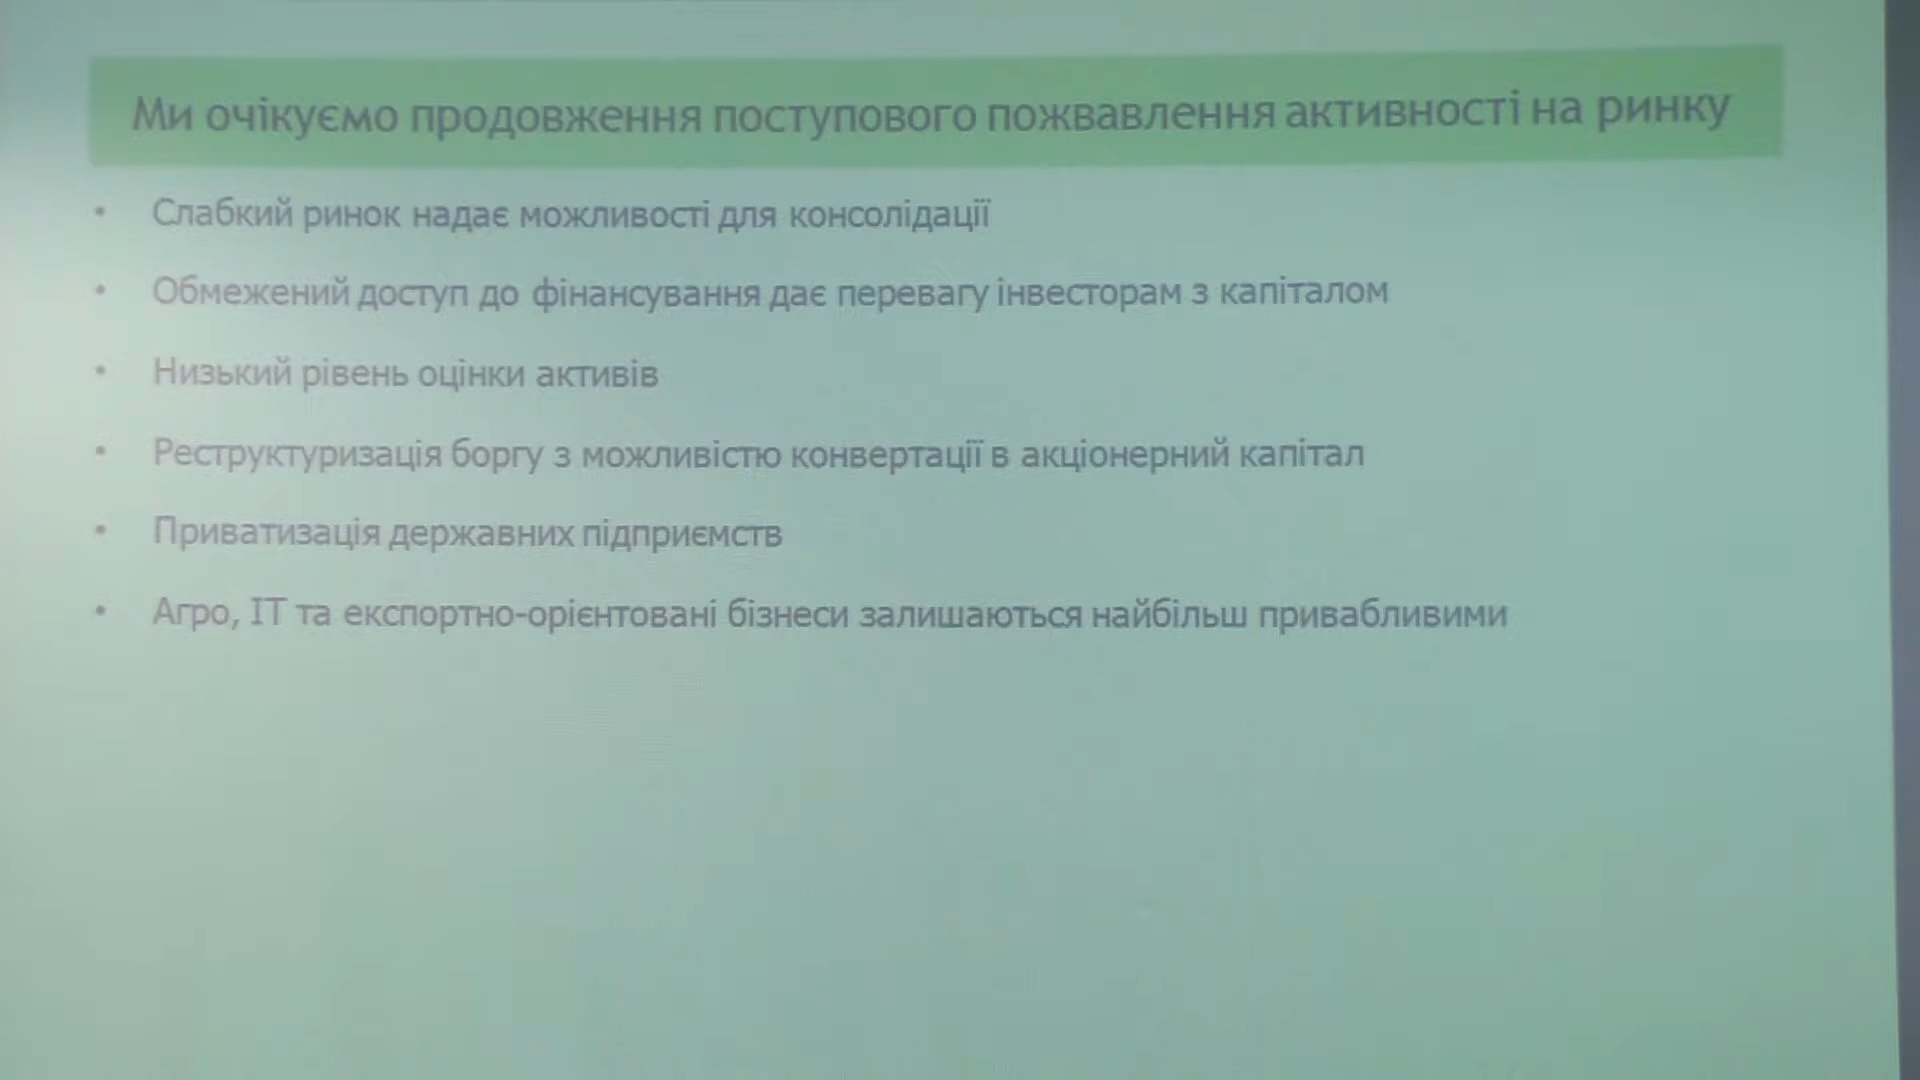 Ми очікуємо продовження поступового пожвавлення активності на ринку
• Слабкий ринок надає можливості для консолідації
• Обмежений доступ до фінансування дає перевагу інвесторам з капіталом
• Низький рівень оцінки активів
• Реструктуризація боргу з можливістю конвертації в акціонерний капітал
• Приватизація державних підприємств
• Агро, ІТ та експортно-орієнтовані бізнеси залишаються найбільш привабливими